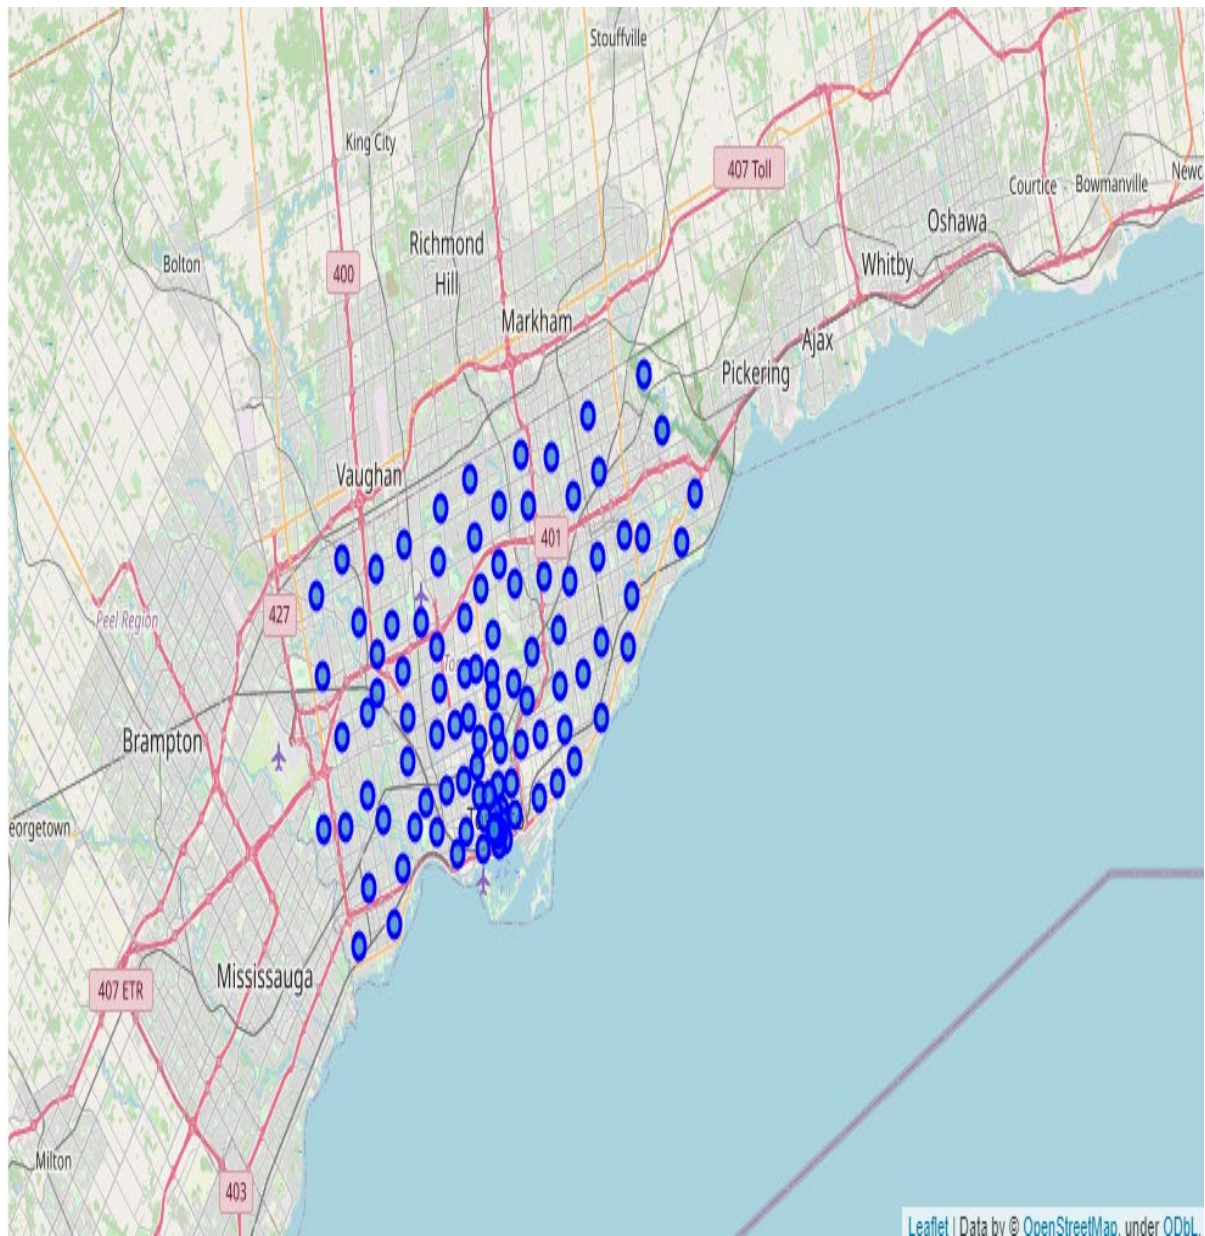 Stouffville
King City
407 Toll
Newc
Courtice
Bowmanville
Oshawa
Richmond
Hill
Bolton
400
Whitby
Markham
Ajax
Pickering
Vaughan
401
427
Peel Region
Brampton
eorgetown
Mississauga
407 ETR
Milton
403
Leaflet | Data by © OpenStreetMap, under ODbL.